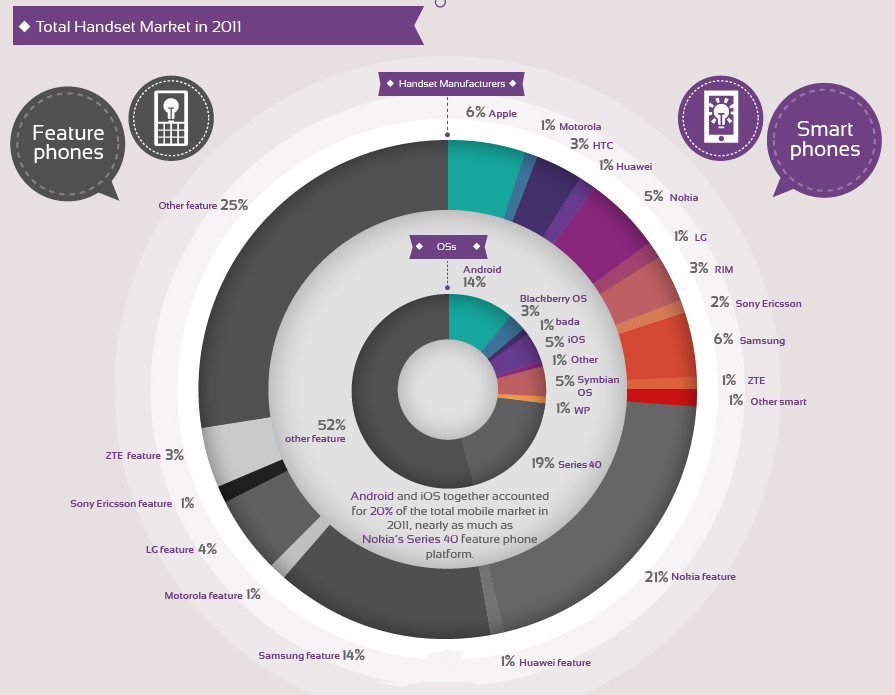 Total Handset Market in 2011
Feature
phones
Smart
phones
Handset Manufacturers
6% Apple
1% Motorola
3% HTC
1% Huawei
5% Nokia
1% LG
3% RIM
2% Sony Ericsson
6% Samsung
1% ZTE
1% Other smart
21% Nokia feature
1% Huawei feature
Samsung feature 14%
Motorola feature 1%
LG feature 4%
Sony Ericsson feature 1%
ZTE feature 3%
Other feature 25%
OSs
Android
14%
Blackberry OS
3%
1% bada
5% iOS
1% Other
5% Symbian
OS
1% WP
19% Series 40
52%
other feature
Android and iOS together accounted
for 20% of the total mobile market in
2011, nearly as much as
Nokia's Series 40 feature phone
platform.